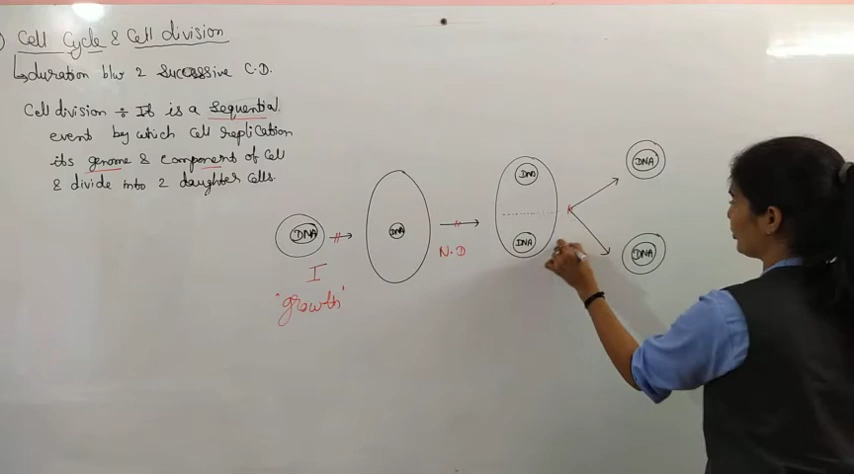 Cell Cycle & Cell division
duration b/w 2 successive C.D.
Cell division ÷ It is a sequential
event by which cell replication
its genome & component of cell
& divide into 2 daughter cells.
DNA
DNA
DNA
DNA
DNA
DNA
N.D
I
"growth"